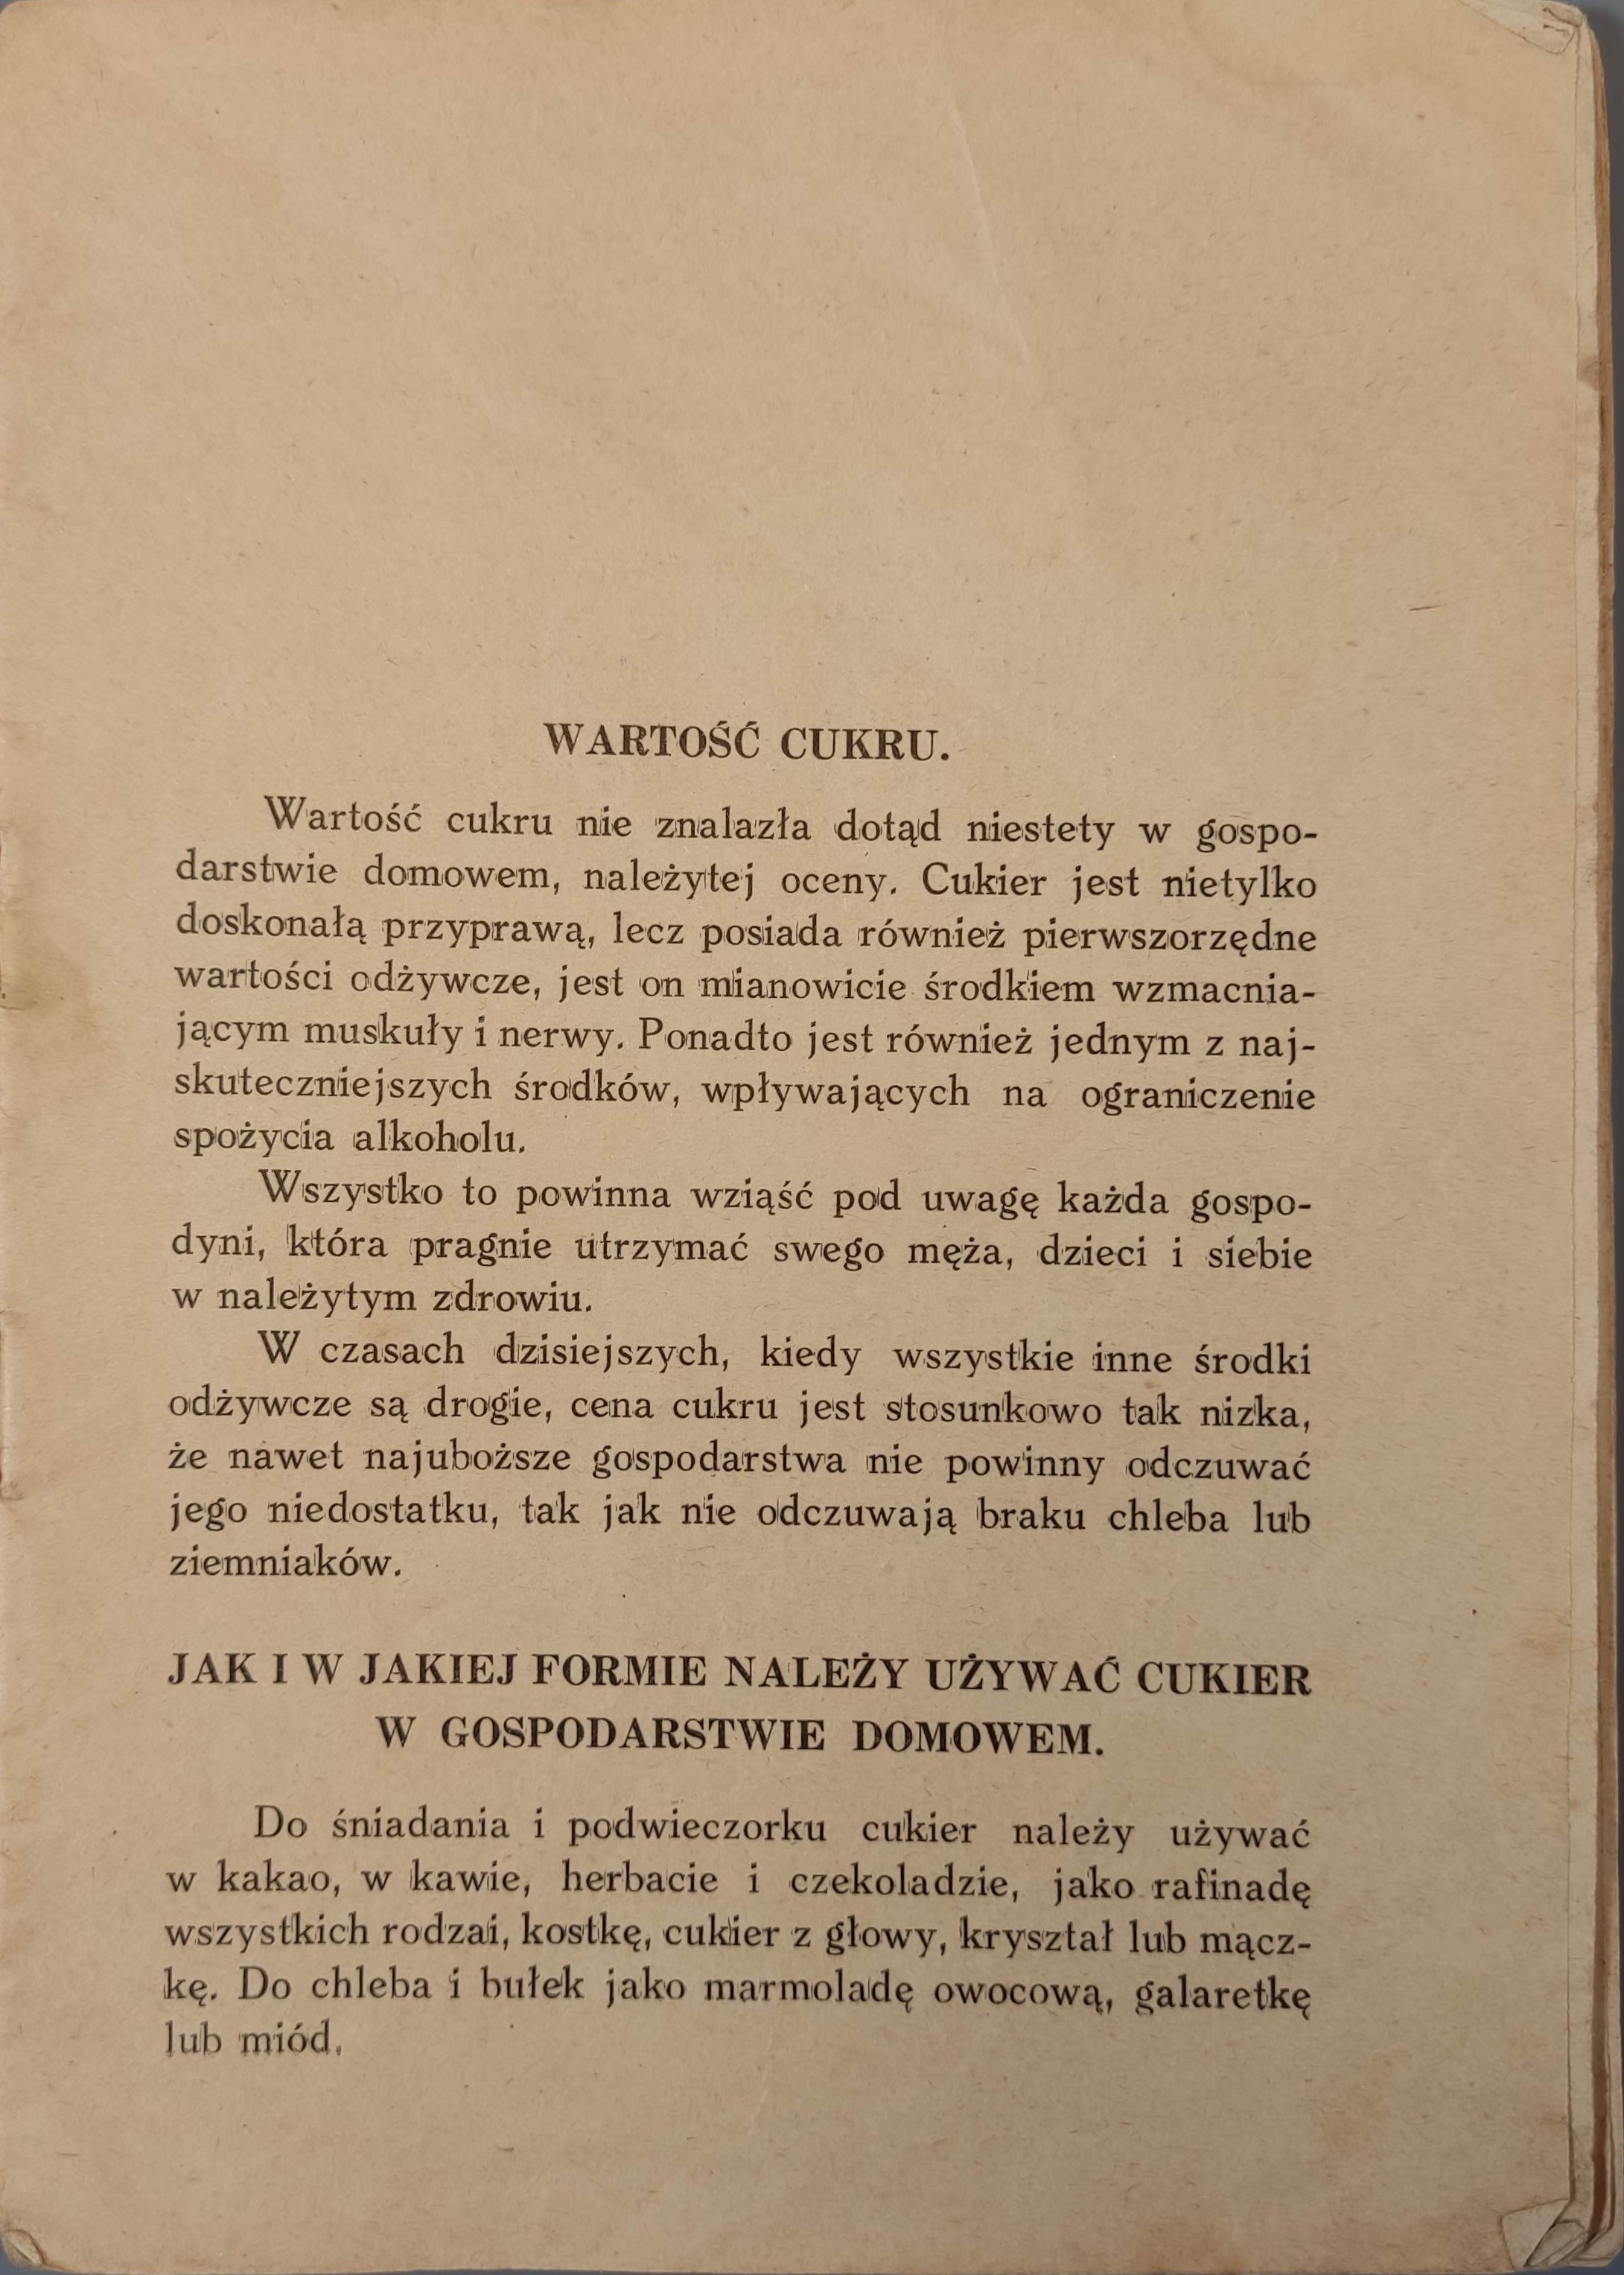 WARTOŚĆ CUKRU.
Wartość cukru nie znalazła dotąd niestety w gospo-
darstwie domowem, należytej oceny. Cukier jest nietylko
doskonałą przyprawą, lecz posiada również pierwszorzędne
wartości odżywcze, jest on mianowicie środkiem wzmacnia-
jącym muskuły i nerwy. Ponadto jest również jednym z naj-
skuteczniejszych środków, wpływających na ograniczenie
spożycia alkoholu.
Wszystko to powinna wziąść pod uwagę każda gospo-
dyni, która pragnie utrzymać swego męża, dzieci i siebie
w należytym zdrowiu.
W czasach dzisiejszych, kiedy wszystkie inne środki
odżywcze są drogie, cena cukru jest stosunkowo tak nizka,
że nawet najuboższe gospodarstwa nie powinny odczuwać
jego niedostatku, tak jak nie odczuwają braku chleba lub
ziemniaków.
JAK I W JAKIEJ FORMIE NALEŻY UŻYWAĆ CUKIER
W GOSPODARSTWIE DOMOWEM.
Do śniadania i podwieczorku cukier należy używać
w kakao, w kawie, herbacie i czekoladzie, jako rafinadę
wszystkich rodzai, kostkę, cukier z głowy, kryształ lub mącz-
kę. Do chleba i bułek jako marmoladę owocową, galaretkę
lub miód.